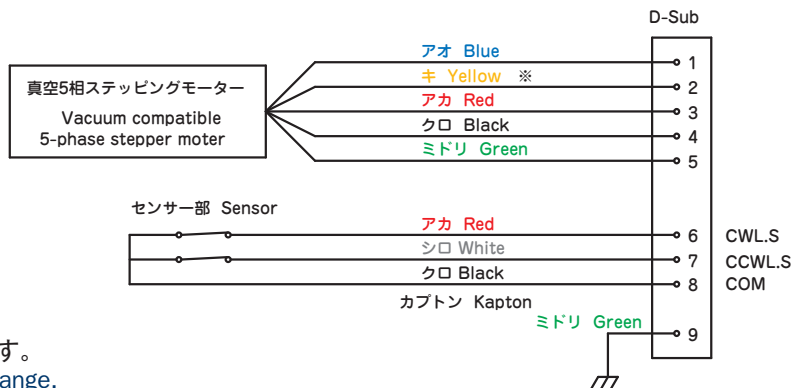 D-Sub
アオ Blue
1
キ Yellow ※
2
真空5相ステッピングモーター
Vacuum compatible
5-phase stepper moter
アカ Red
3
クロ Black
4
ミドリ Green
5
センサー部 Sensor
アカ Red
6 CWL.S
シロ White
7 CCWL.S
クロ Black
8 COM
カプトン Kapton
ミドリ Green
9
す。
ange.